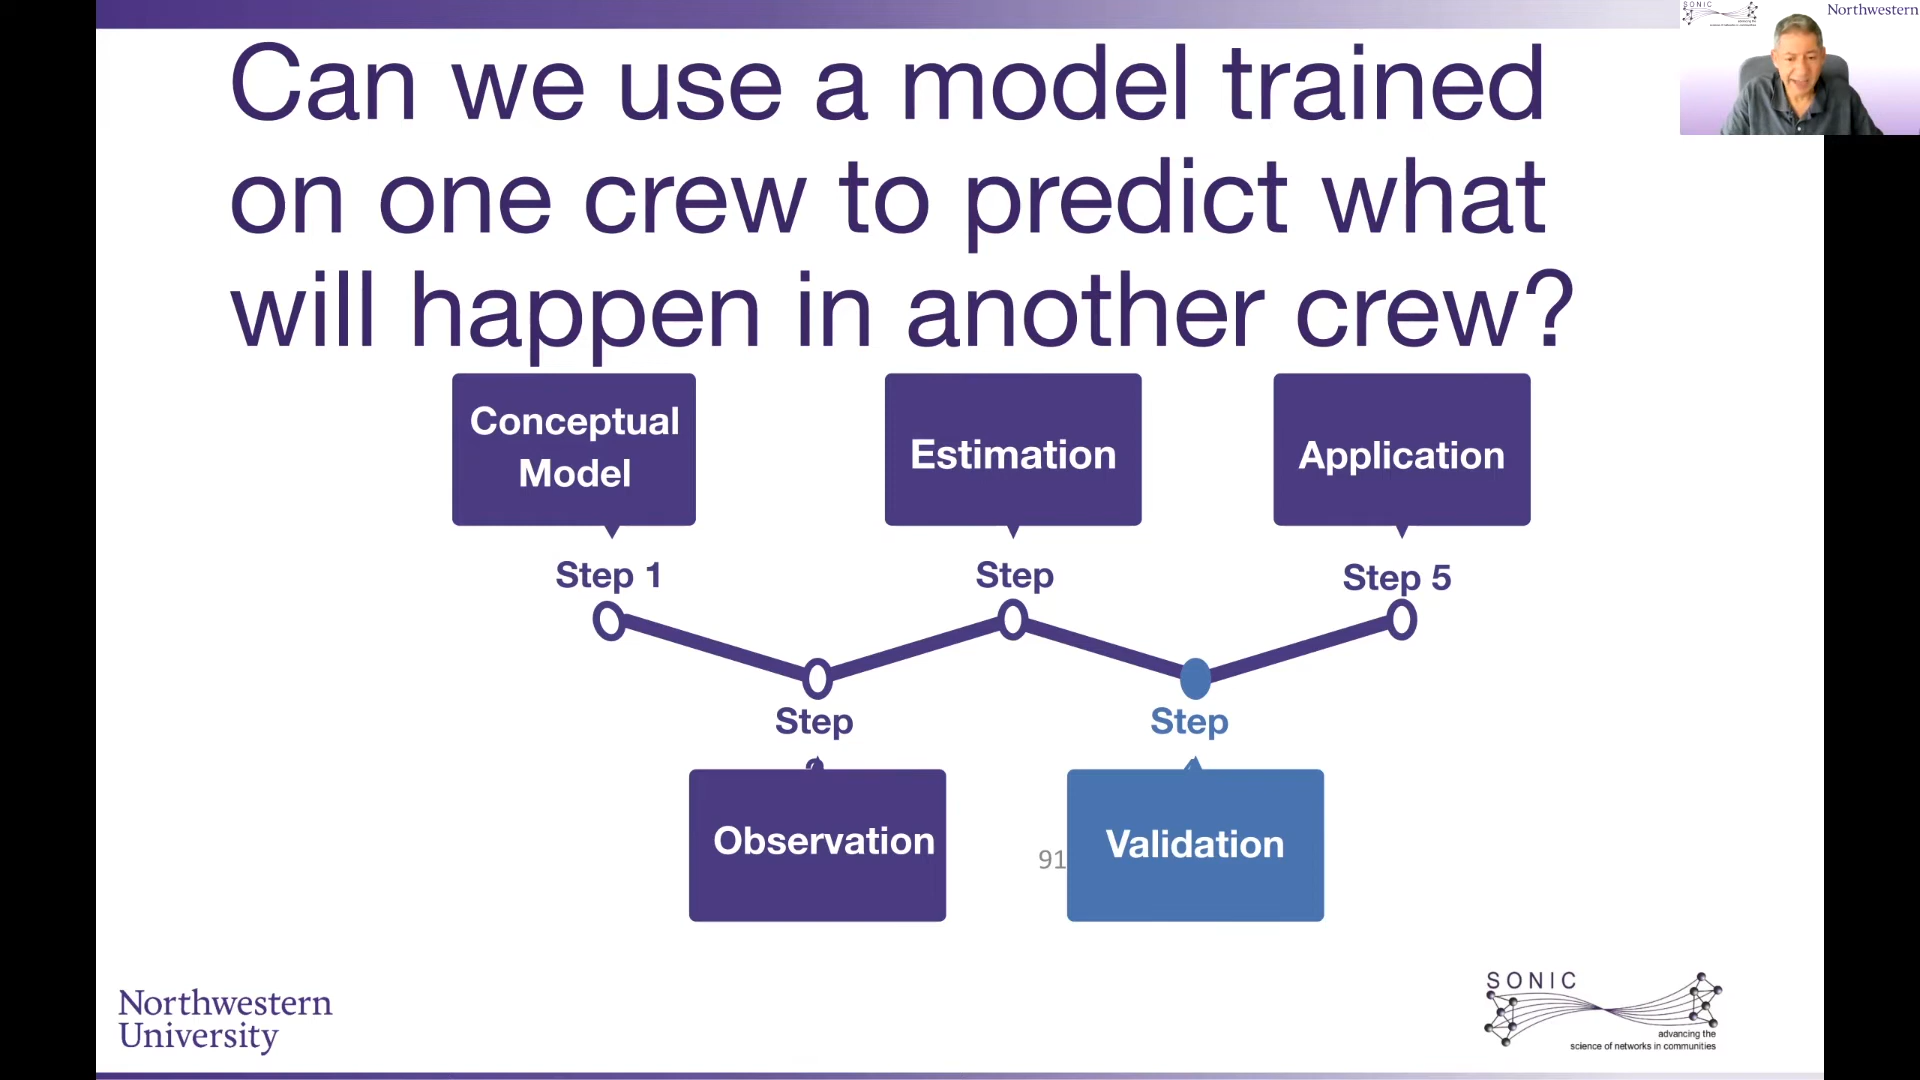 Can we use a model trained
on one crew to predict what
will happen in another crew?
Conceptual
Model
Estimation
Application
Step 1
Step
Step 5
Step
Step
Observation
Validation
91
Northwestern
University
SONIC
advancing the
science of networks in communities
SONIC
Northwestern